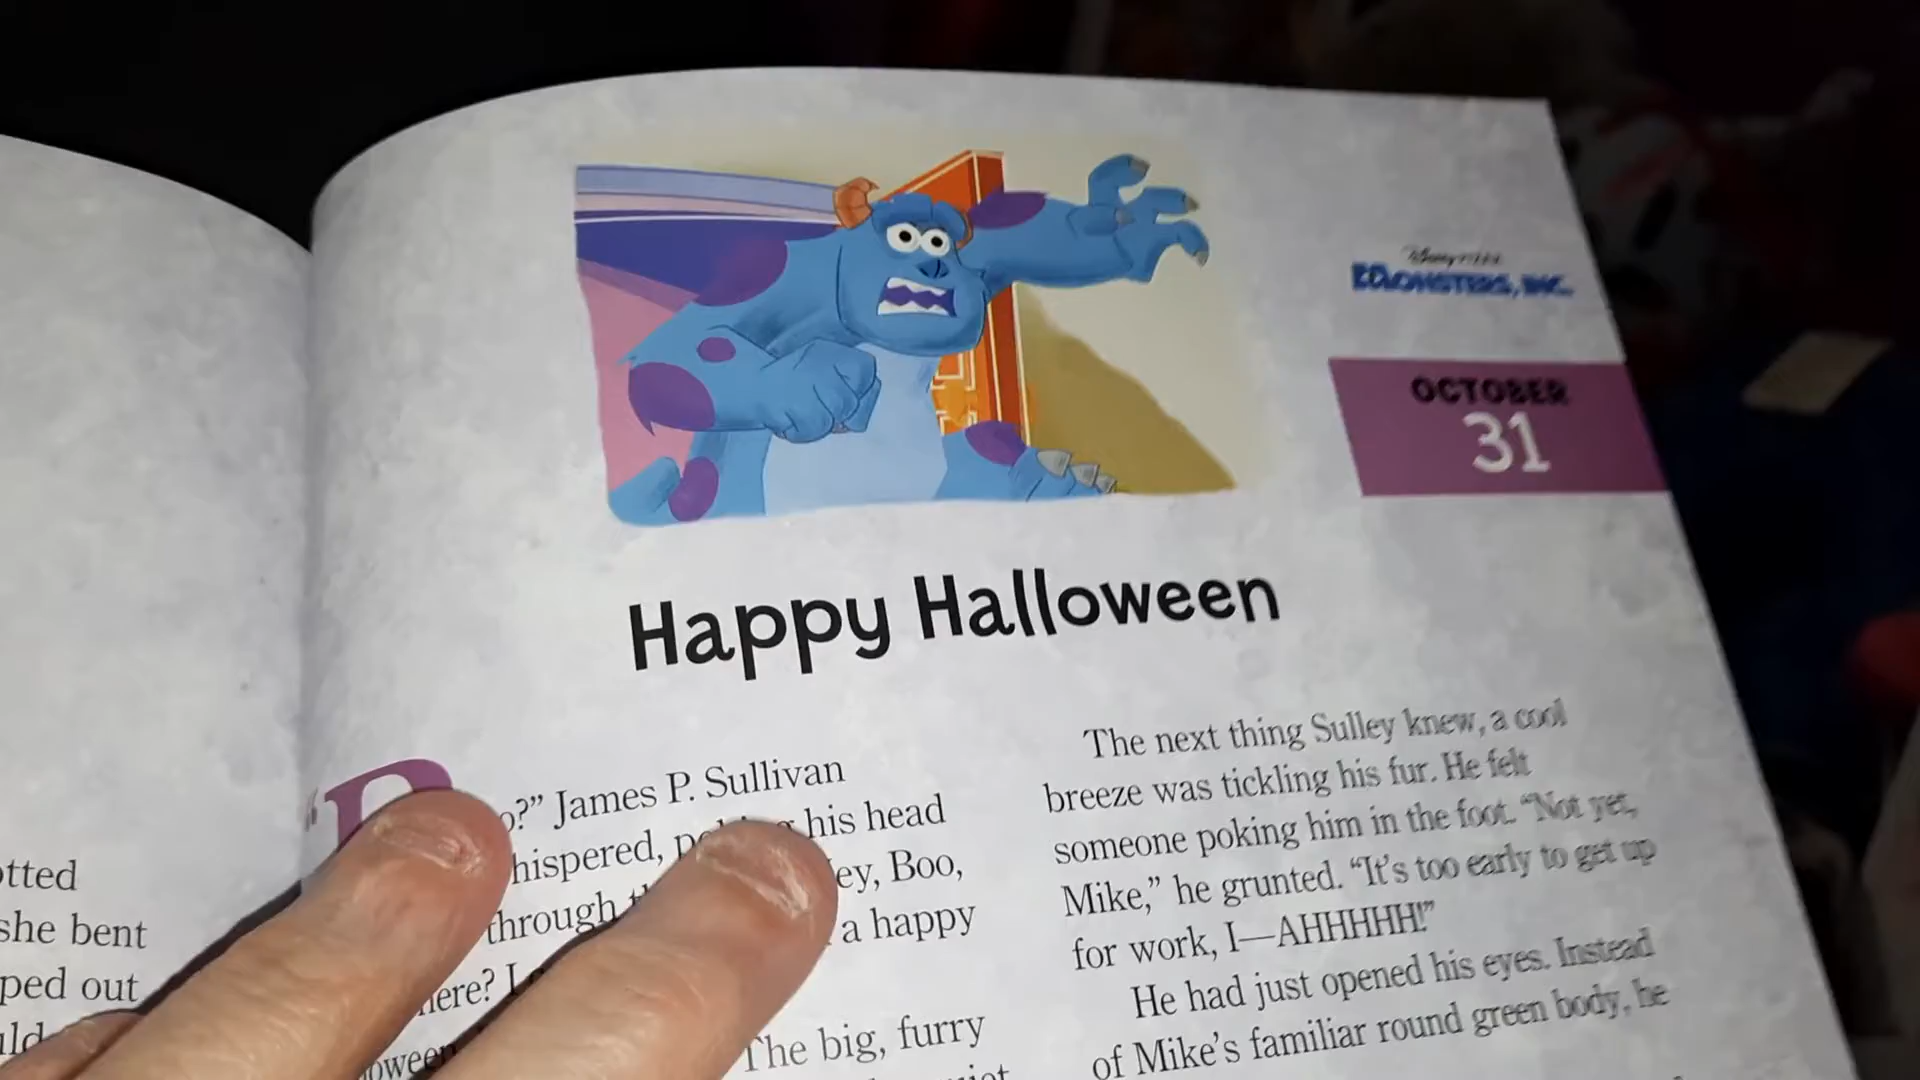 Disney PIXAR
MONSTERS, INC.
OCTOBER
31
Happy Halloween
o?” James P. Sullivan
hispered, his head
through ey, Boo,
a happy
here?
The big, furry
The next thing Sulley knew, a cool
breeze was tickling his fur. He felt
someone poking him in the foot. “Not yet,
Mike,” he grunted. “It’s too early to get up
for work, I—AHHHHH!”
He had just opened his eyes. Instead
of Mike’s familiar round green body, he
otted
she bent
ped out
uld